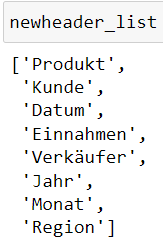 newheader_list
['Produkt',
'Kunde',
'Datum',
'Einnahmen',
'Verkäufer',
'Jahr',
'Monat',
'Region']